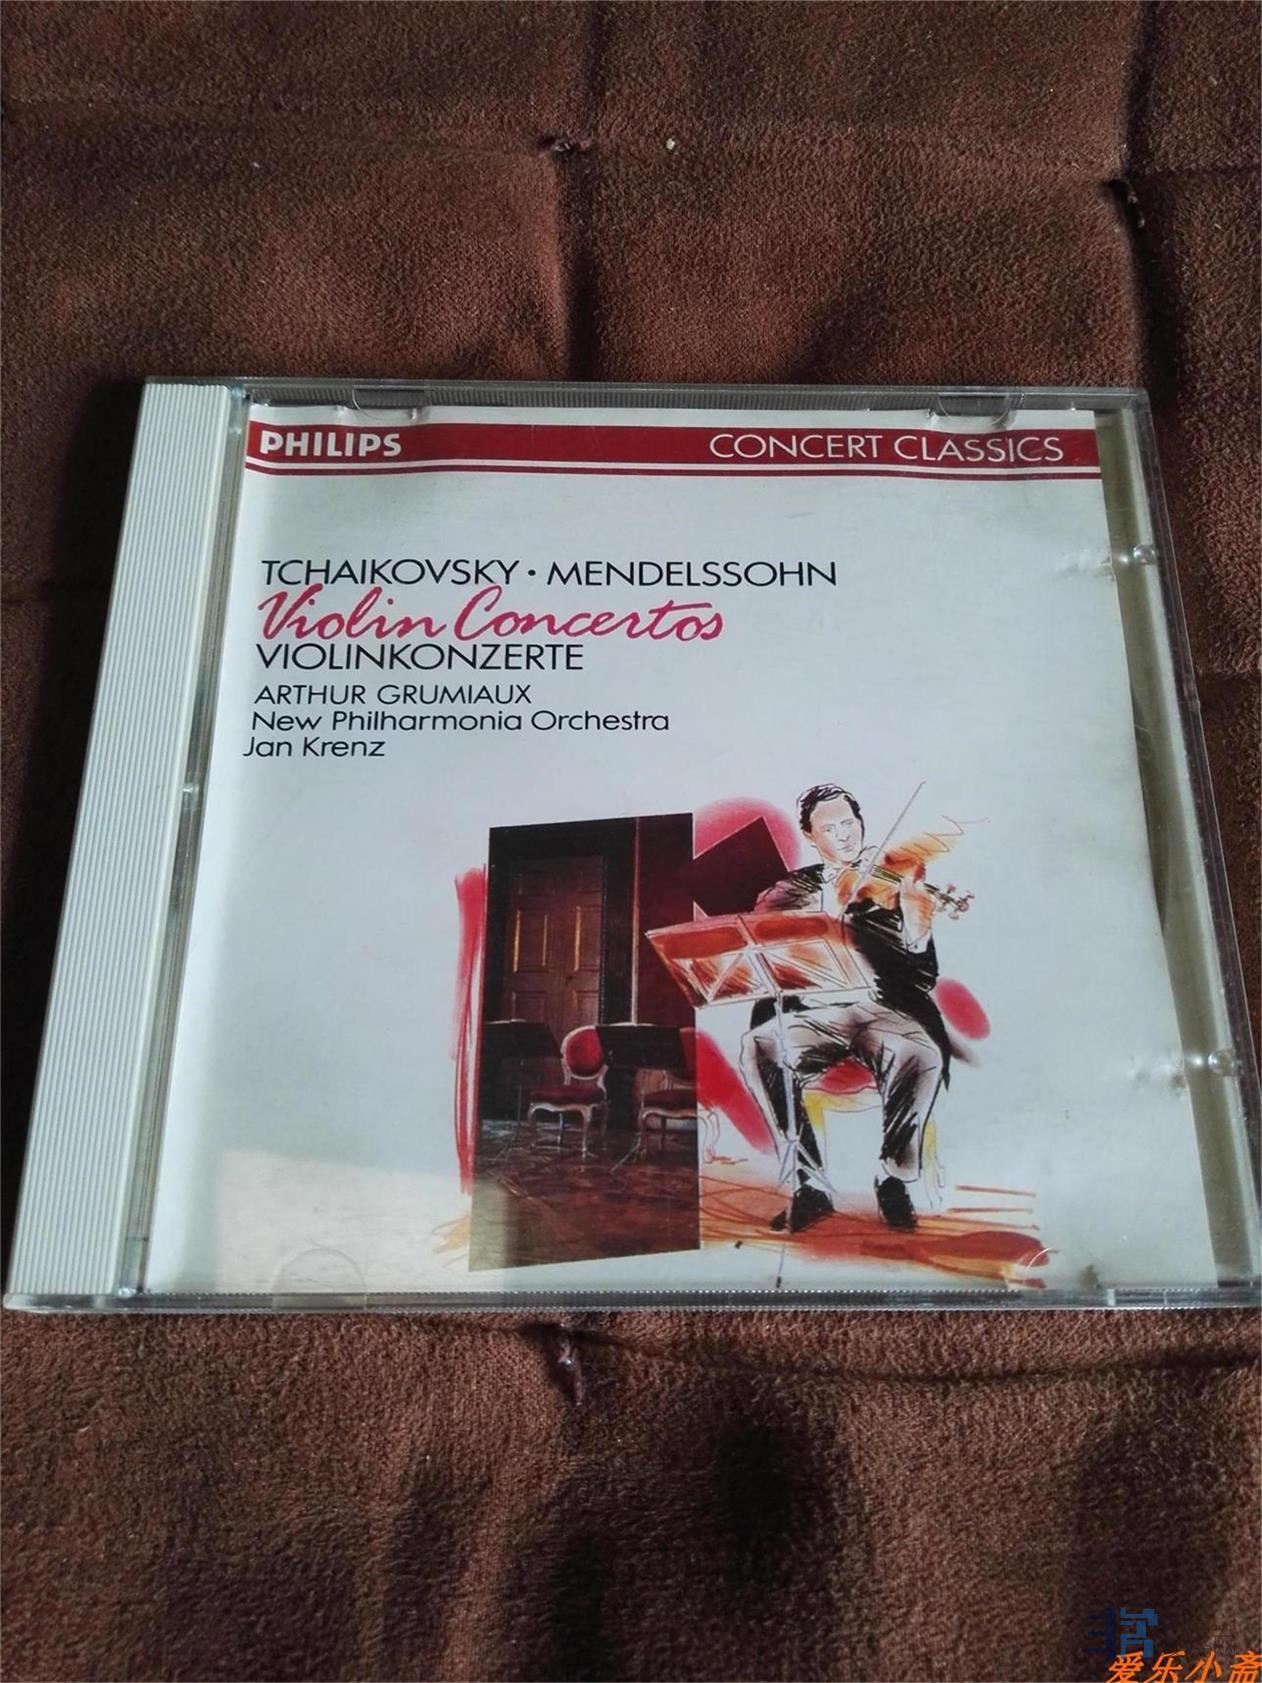 PHILIPS CONCERT CLASSICS
TCHAIKOVSKY · MENDELSSOHN
Violin Concertos
VIOLINKONZERTE
ARTHUR GRUMIAUX
New Philharmonia Orchestra
Jan Krenz
爱乐小斋